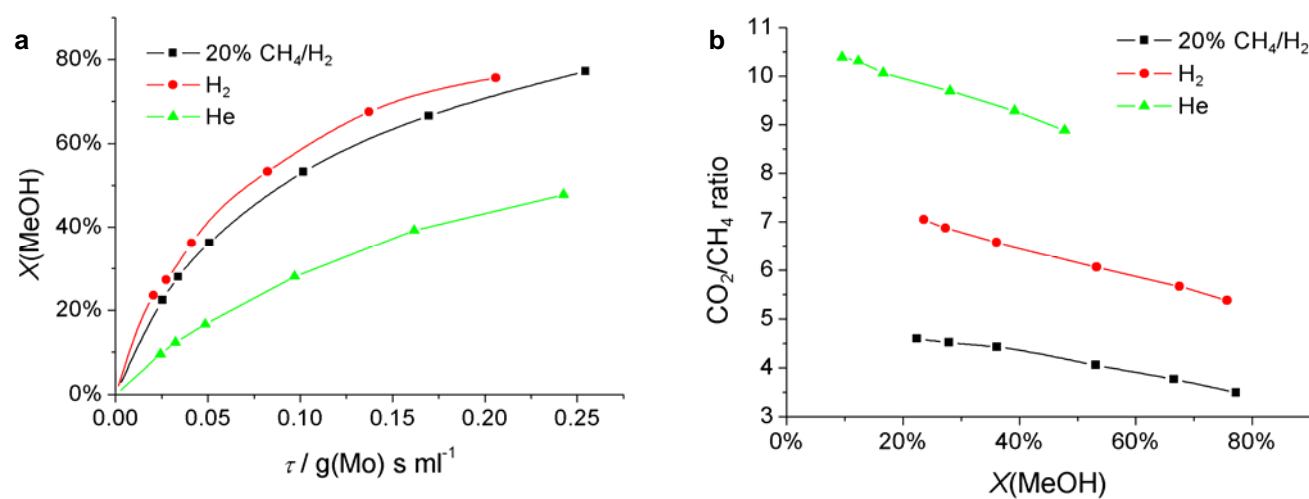 a
20% CH₄/H₂
H₂
He
80%
60%
40%
20%
0%
X(MeOH)
0.00 0.05 0.10 0.15 0.20 0.25
τ / g(Mo) s ml⁻¹
b
20% CH₄/H₂
H₂
He
11
10
9
8
7
6
5
4
3
CO₂/CH₄ ratio
0% 20% 40% 60% 80%
X(MeOH)